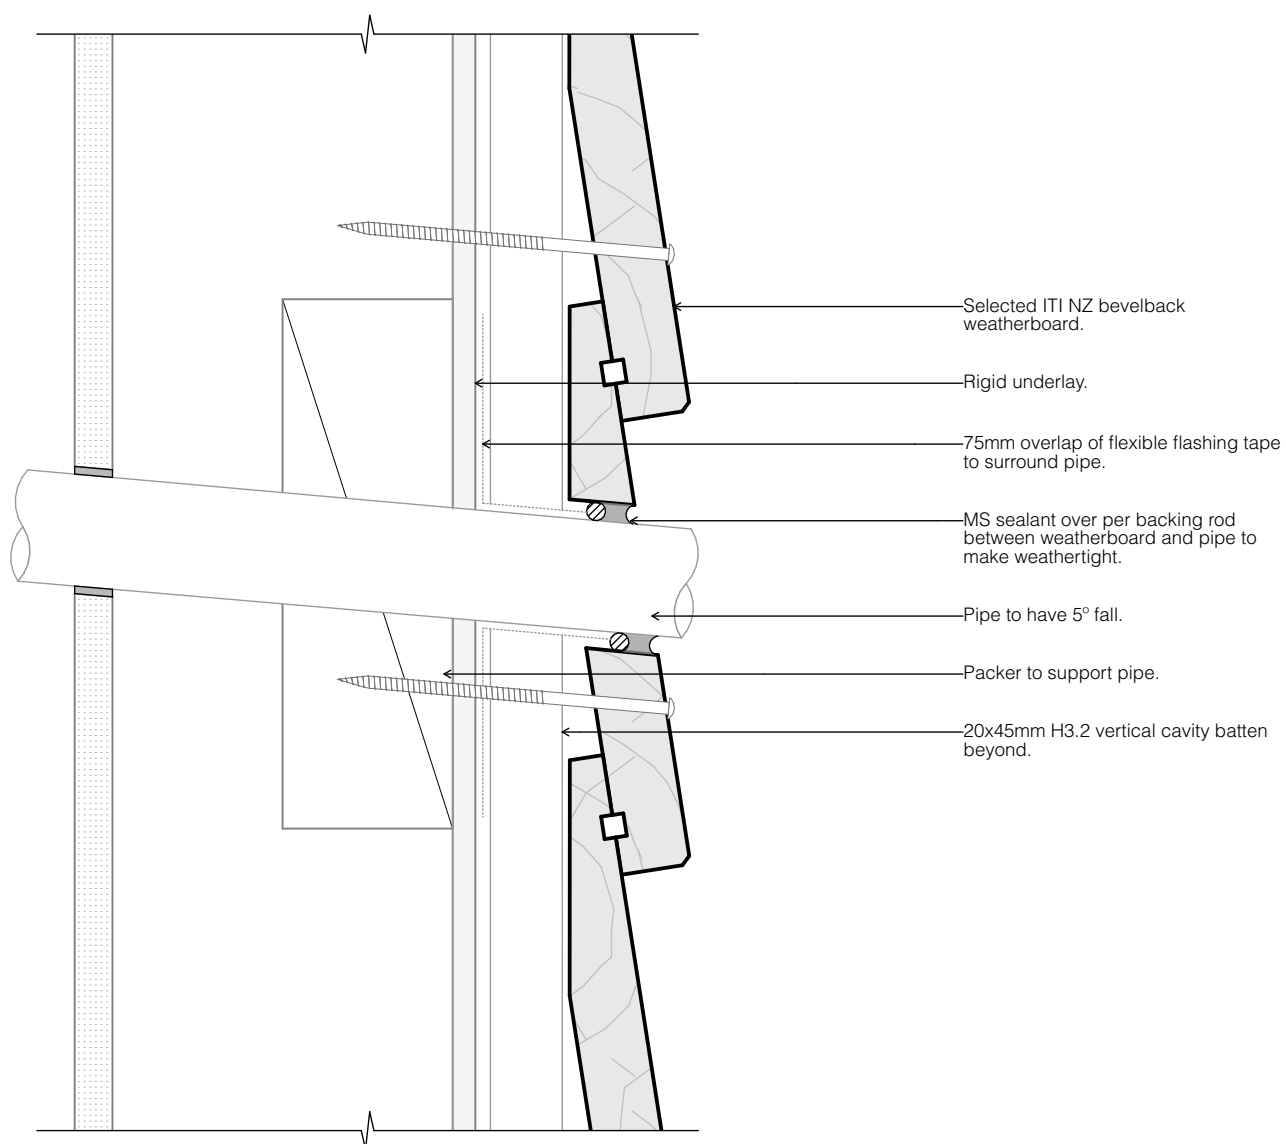 Selected ITI NZ bevelback
weatherboard.
Rigid underlay.
75mm overlap of flexible flashing tape
to surround pipe.
MS sealant over per backing rod
between weatherboard and pipe to
make weathertight.
Pipe to have 5º fall.
Packer to support pipe.
20x45mm H3.2 vertical cavity batten
beyond.